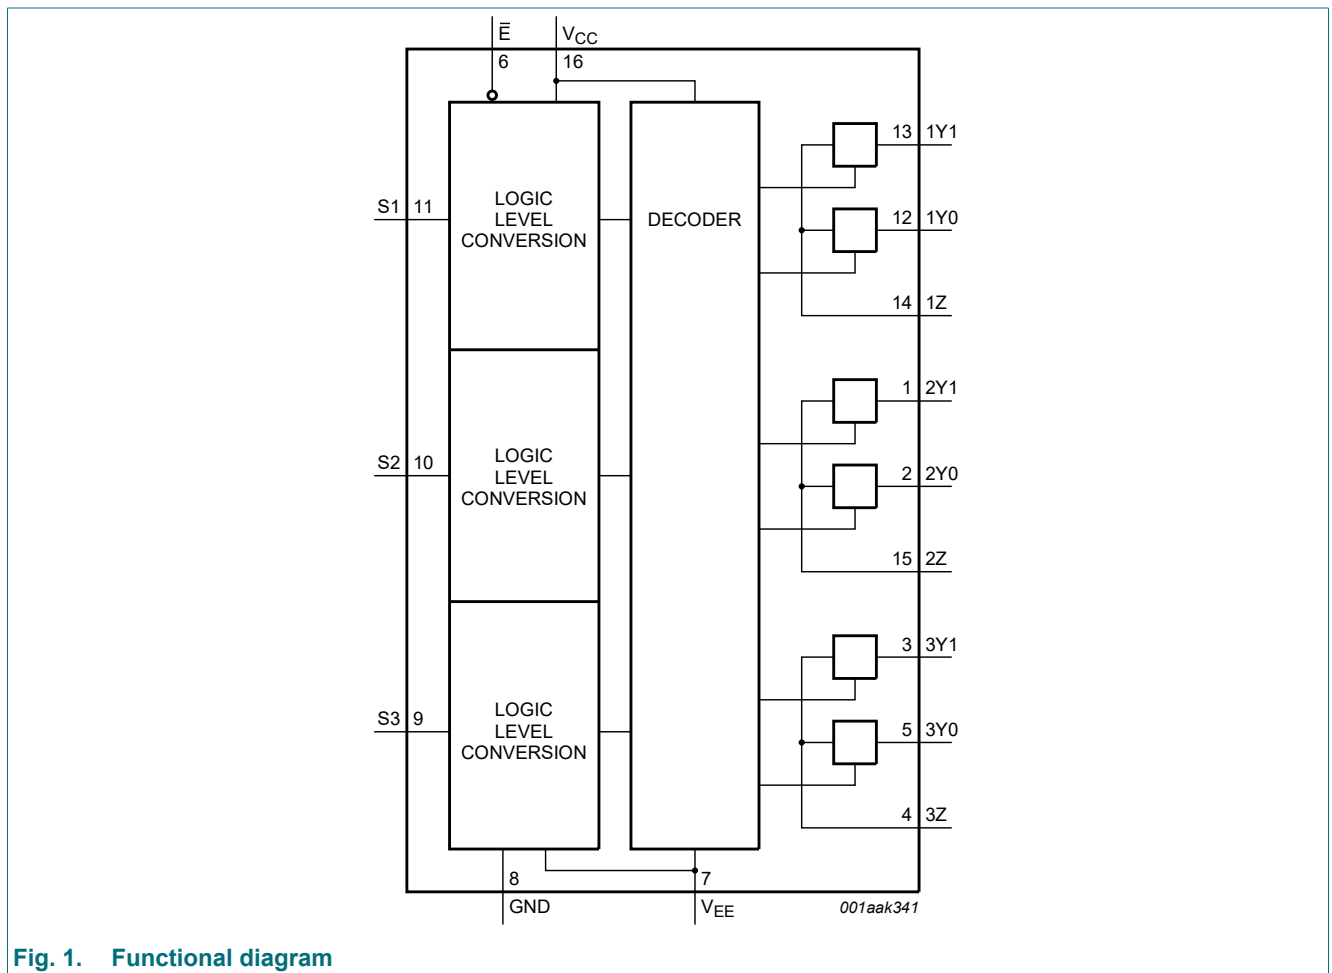 E̅ VCC
6 16
13 1Y1
LOGIC
LEVEL
CONVERSION
S1 11
DECODER
12 1Y0
14 1Z
1 2Y1
S2 10
LOGIC
LEVEL
CONVERSION
2 2Y0
15 2Z
3 3Y1
S3 9
LOGIC
LEVEL
CONVERSION
5 3Y0
4 3Z
8 7
GND VEE
001aak341
Fig. 1. Functional diagram